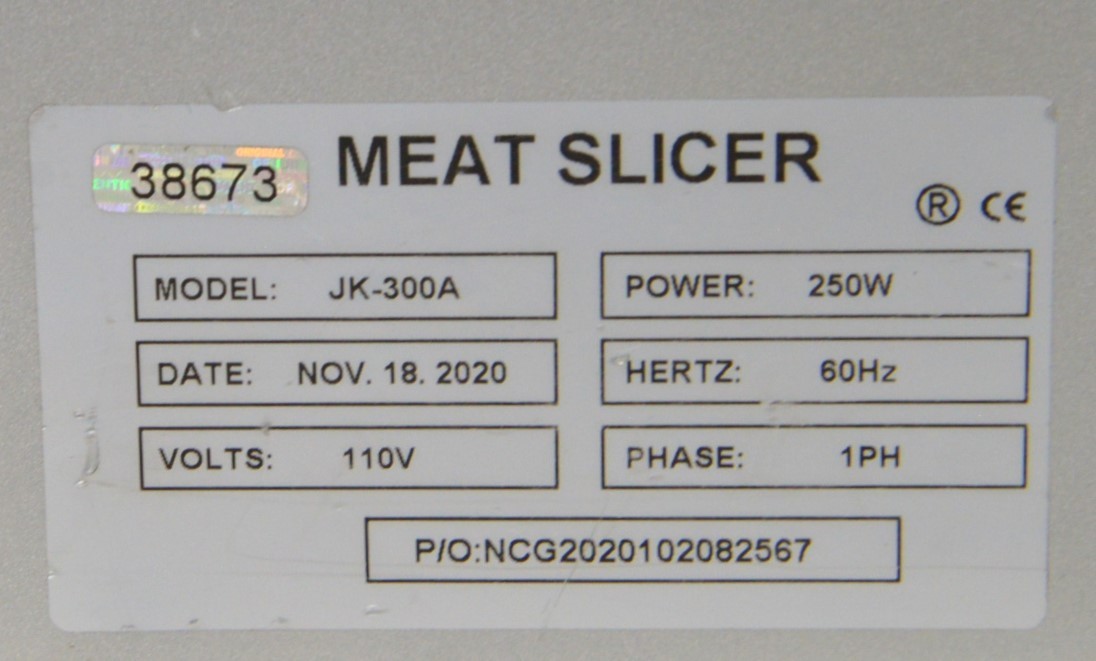 38673
MEAT SLICER
® CE
MODEL: JK-300A
POWER: 250W
DATE: NOV. 18. 2020
HERTZ: 60Hz
VOLTS: 110V
PHASE: 1PH
P/O:NCG2020102082567